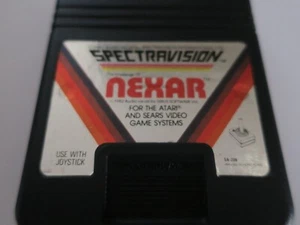 SPECTRAVISION
NEXAR
FOR THE ATARI®
AND SEARS VIDEO
GAME SYSTEMS
USE WITH
JOYSTICK